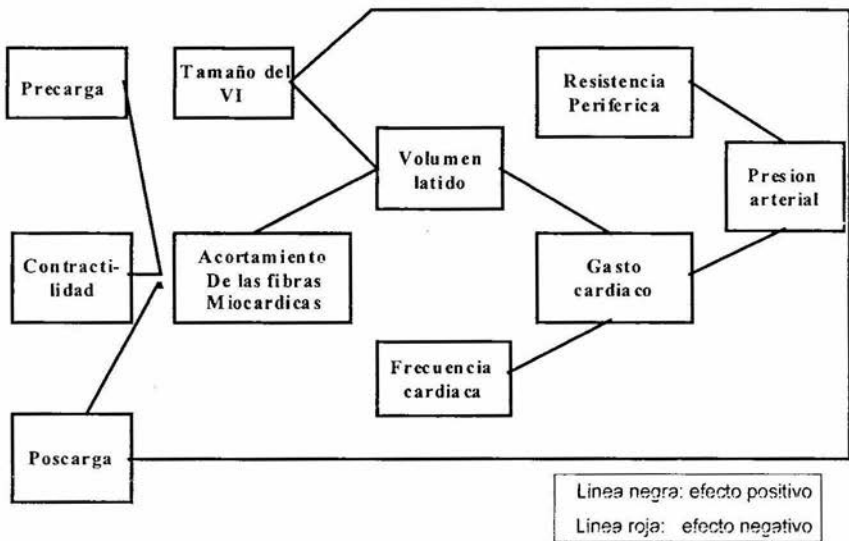 Precarga
Tamaño del
VI
Resistencia
Periferica
Volumen
latido
Presion
arterial
Contracti-
lidad
Acortamiento
De las fibras
Miocardicas
Gasto
cardiaco
Frecuencia
cardiaca
Poscarga
Linea negra: efecto positivo
Linea roja: efecto negativo